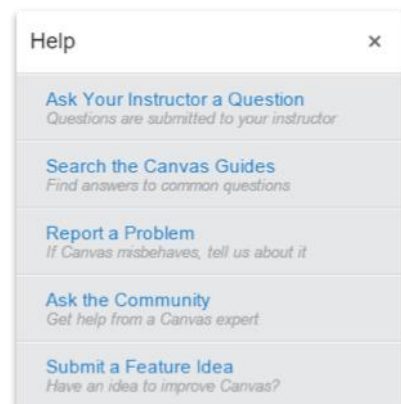 Help ×
Ask Your Instructor a Question
Questions are submitted to your instructor
Search the Canvas Guides
Find answers to common questions
Report a Problem
If Canvas misbehaves, tell us about it
Ask the Community
Get help from a Canvas expert
Submit a Feature Idea
Have an idea to improve Canvas?